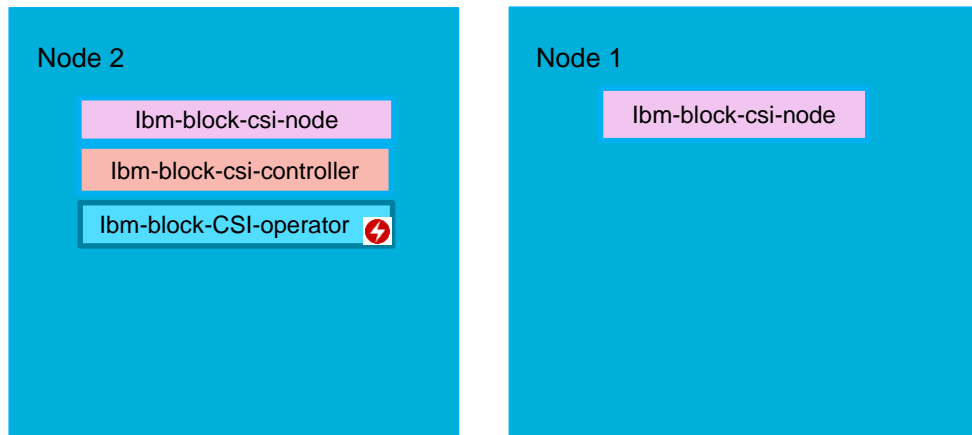 Node 2
Ibm-block-csi-node
Ibm-block-csi-controller
Ibm-block-CSI-operator
Node 1
Ibm-block-csi-node